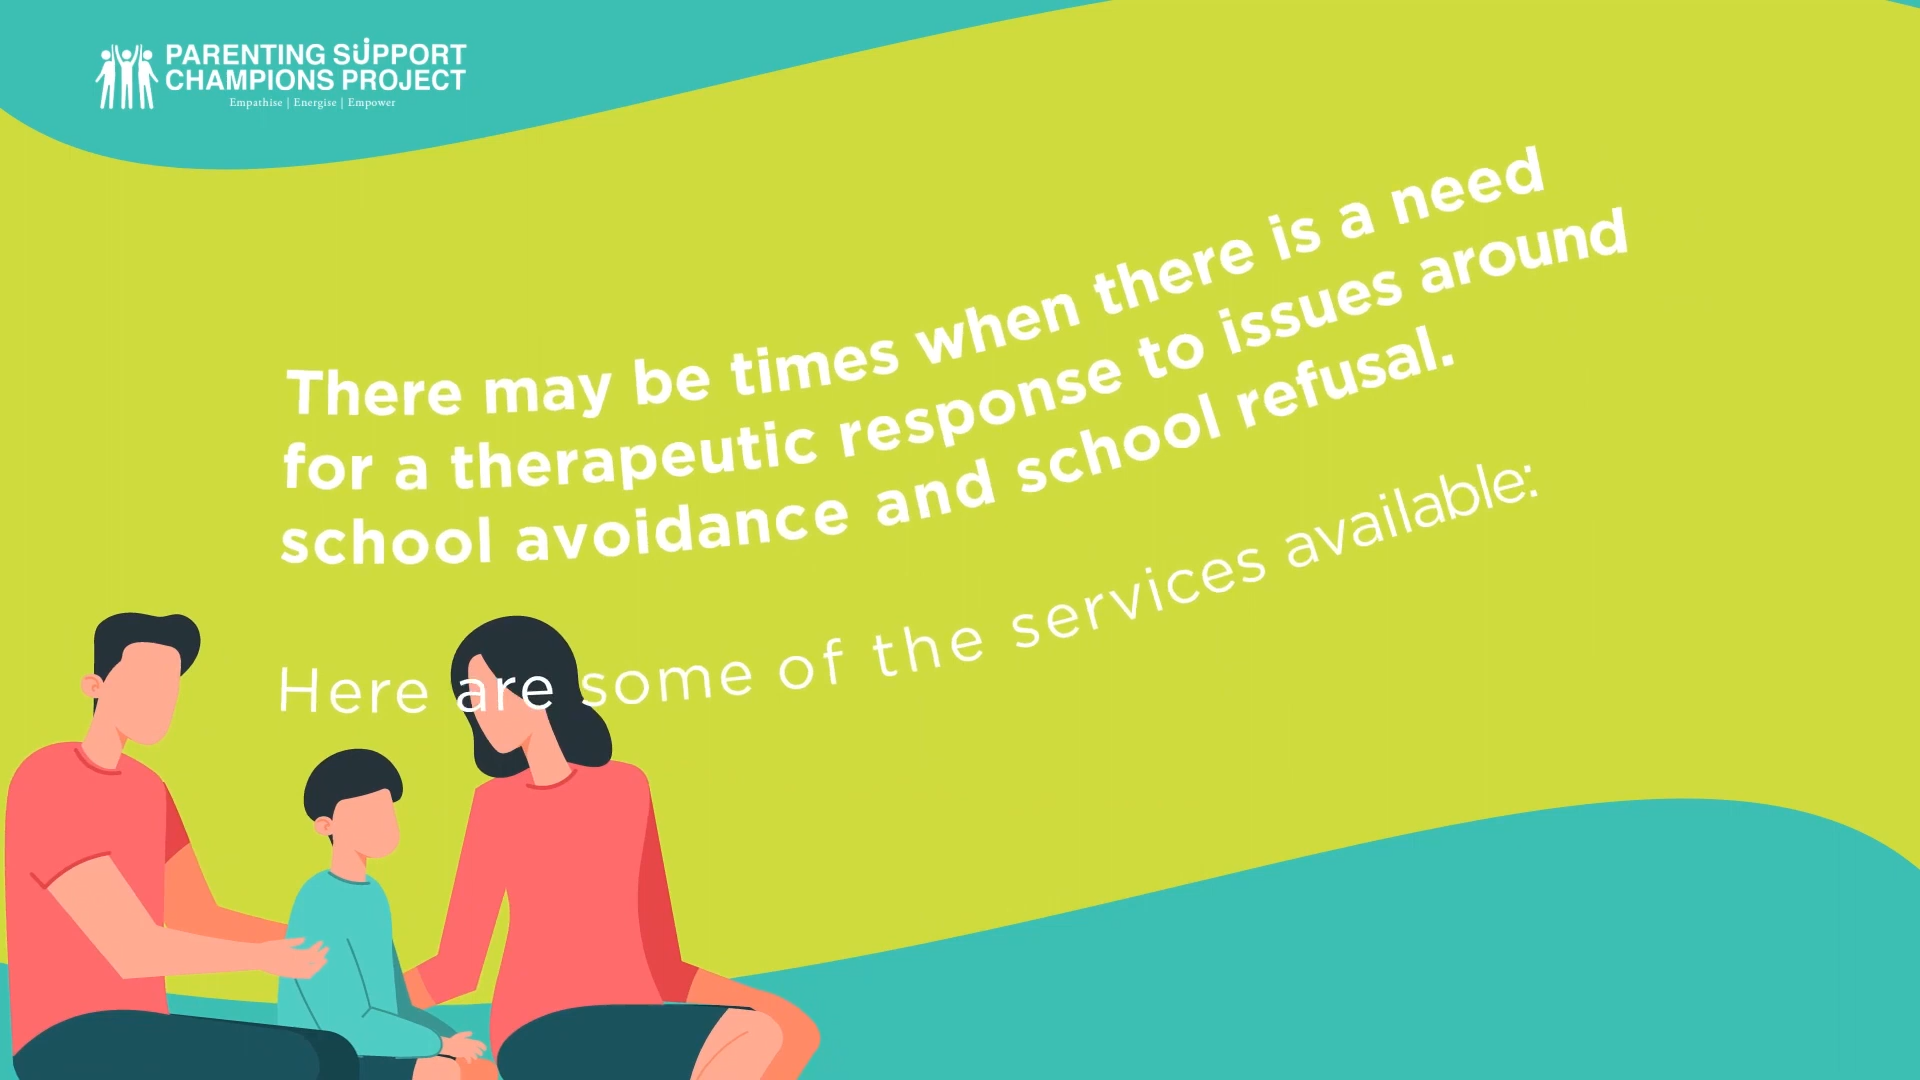 PARENTING SUPPORT
CHAMPIONS PROJECT
Empathise | Energise | Empower
There may be times when there is a need
for a therapeutic response to issues around
school avoidance and school refusal.
Here are some of the services available: